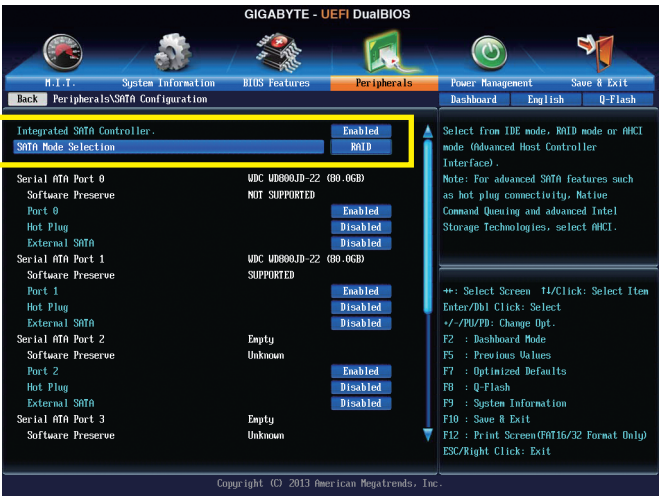 GIGABYTE - UEFI DualBIOS
M.I.T.
System Information
BIOS Features
Peripherals
Power Management
Save & Exit
Back Peripherals\SATA Configuration
Dashboard
English
Q-Flash
Integrated SATA Controller. Enabled
SATA Mode Selection RAID
Serial ATA Port 0 WDC WD800JD-22 (80.0GB)
Software Preserve NOT SUPPORTED
Port 0 Enabled
Hot Plug Disabled
External SATA Disabled
Serial ATA Port 1 WDC WD800JD-22 (80.0GB)
Software Preserve SUPPORTED
Port 1 Enabled
Hot Plug Disabled
External SATA Disabled
Serial ATA Port 2 Empty
Software Preserve Unknown
Port 2 Enabled
Hot Plug Disabled
External SATA Disabled
Serial ATA Port 3 Empty
Software Preserve Unknown
Select from IDE mode, RAID mode or AHCI
mode (Advanced Host Controller
Interface).
Note: For advanced SATA features such
as hot plug connectivity, Native
Command Queuing and advanced Intel
Storage Technologies, select AHCI.
↔: Select Screen ↑↓/Click: Select Item
Enter/Dbl Click: Select
+/-/PU/PD: Change Opt.
F2 : Dashboard Mode
F5 : Previous Values
F7 : Optimized Defaults
F8 : Q-Flash
F9 : System Information
F10 : Save & Exit
F12 : Print Screen(FAT16/32 Format Only)
ESC/Right Click: Exit
Copyright (C) 2013 American Megatrends, Inc.